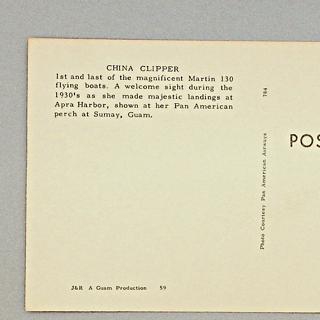 CHINA CLIPPER
1st and last of the magnificent Martin 130
flying boats. A welcome sight during the
1930's as she made majestic landings at
Apra Harbor, shown at her Pan American
perch at Sumay, Guam.
J&R A Guam Production 59
784
Photo Courtesy Pan American Airways
POS